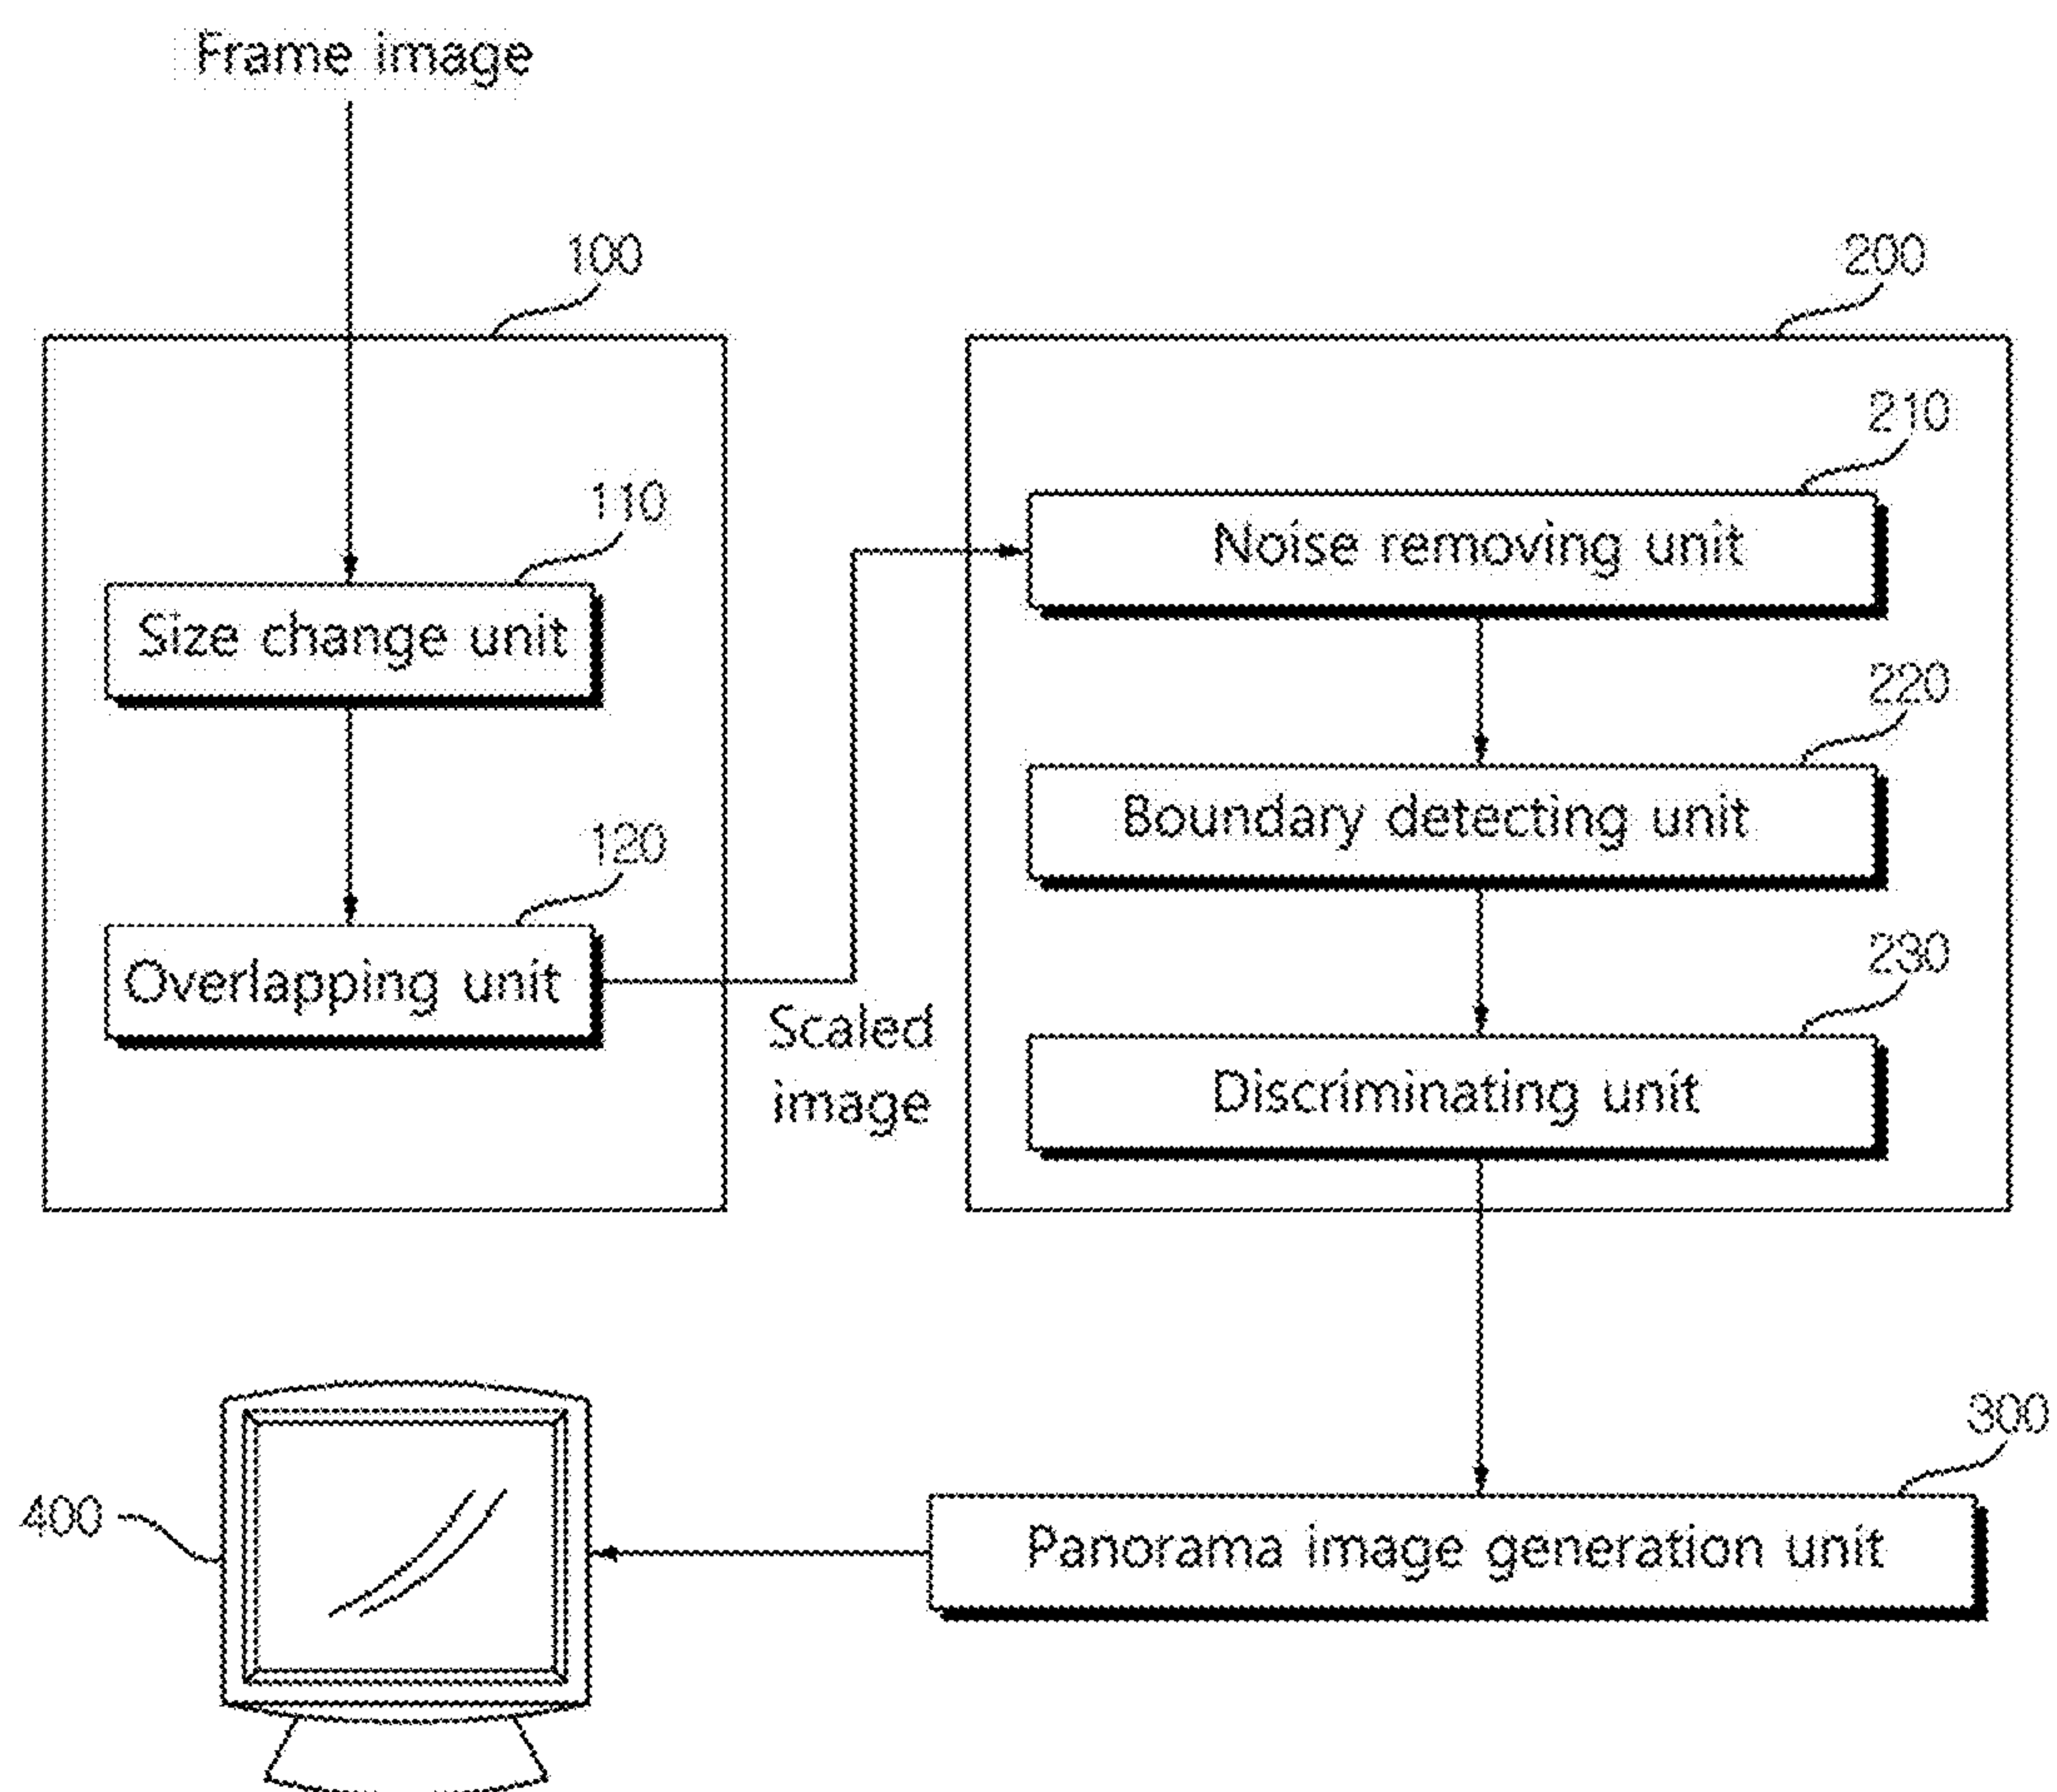 Frame image
100
200
210
110
Noise removing unit
Size change unit
220
Boundary detecting unit
120
230
Overlapping unit
Scaled
image
Discriminating unit
300
400
Panorama image generation unit